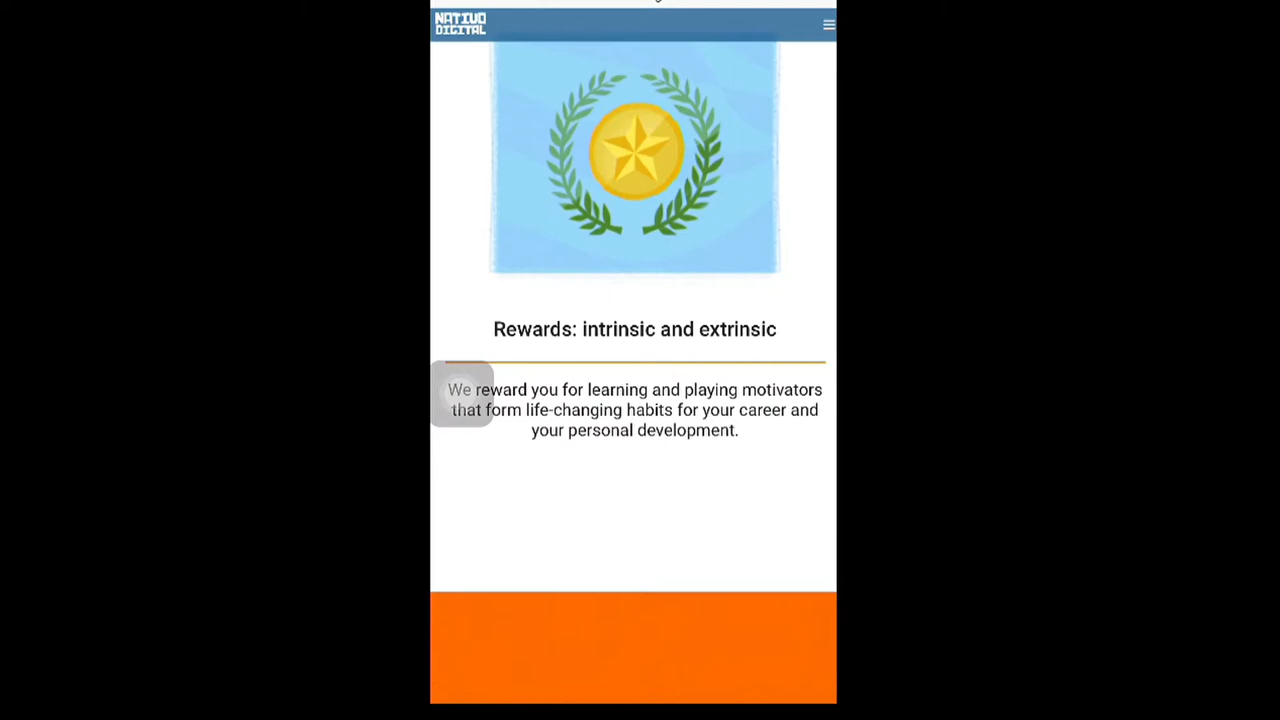 NATIVO
DIGITAL
Rewards: intrinsic and extrinsic
We reward you for learning and playing motivators
that form life-changing habits for your career and
your personal development.